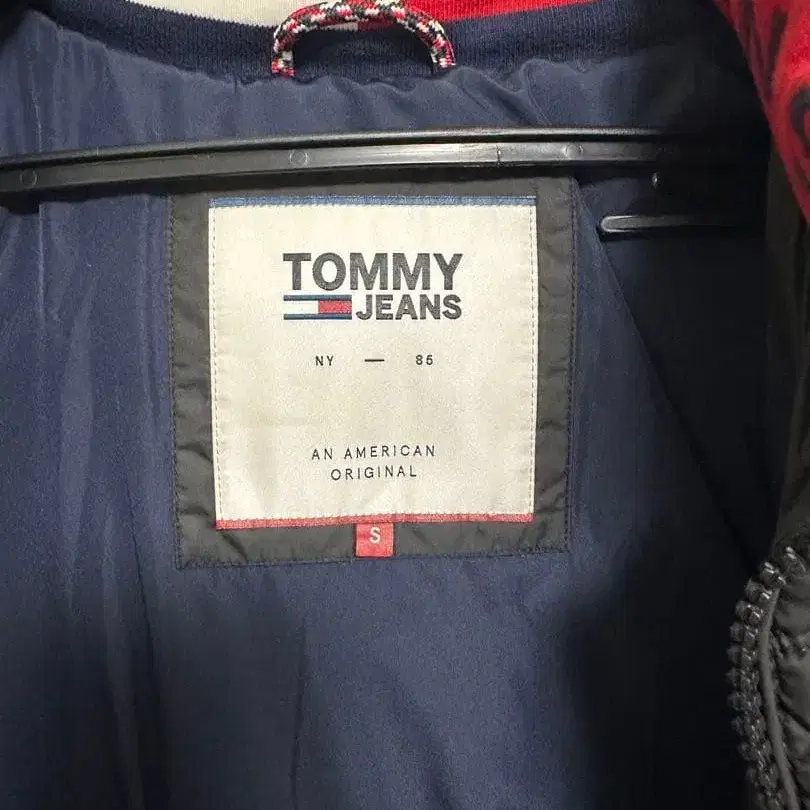 TOMMY
JEANS
NY — 85
AN AMERICAN
ORIGINAL
S